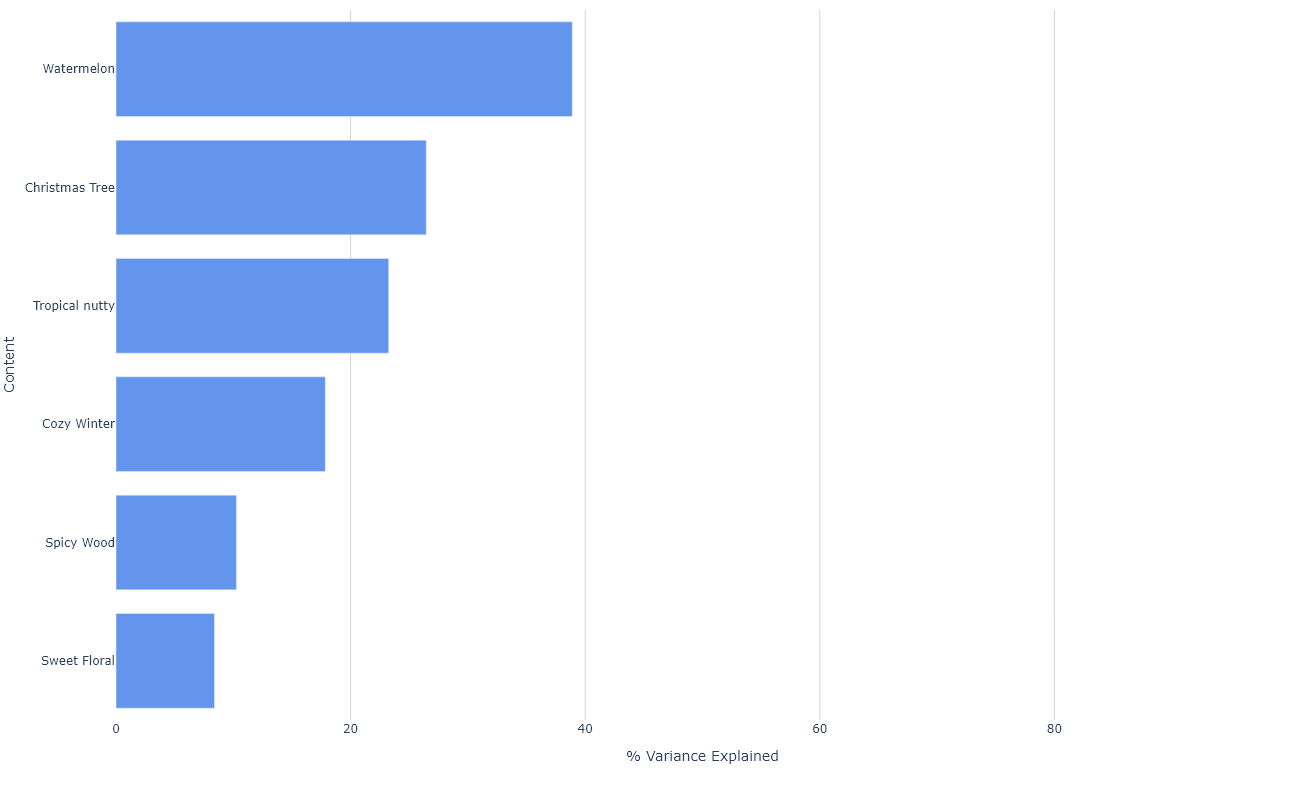 Watermelon
Christmas Tree
Tropical nutty
Cozy Winter
Spicy Wood
Sweet Floral
Content
0 20 40 60 80
% Variance Explained